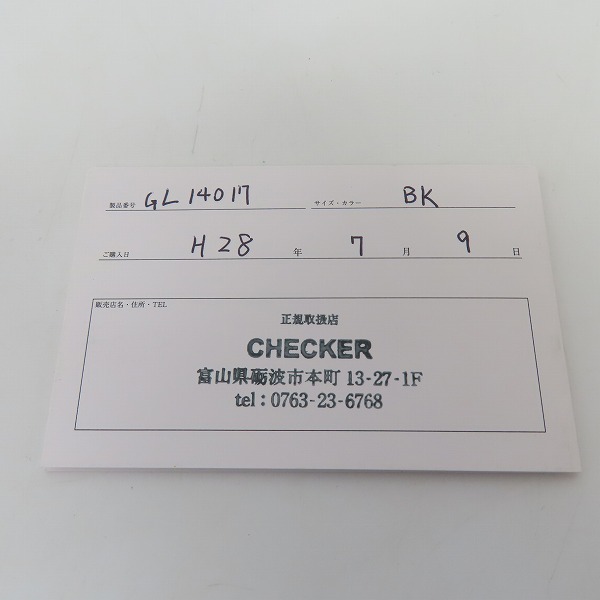 製品番号 GL14017 サイズ・カラー BK
ご購入日 H28 年 7 月 9 日
販売店名・住所・TEL
正規取扱店
CHECKER
富山県砺波市本町 13-27-1F
tel : 0763-23-6768